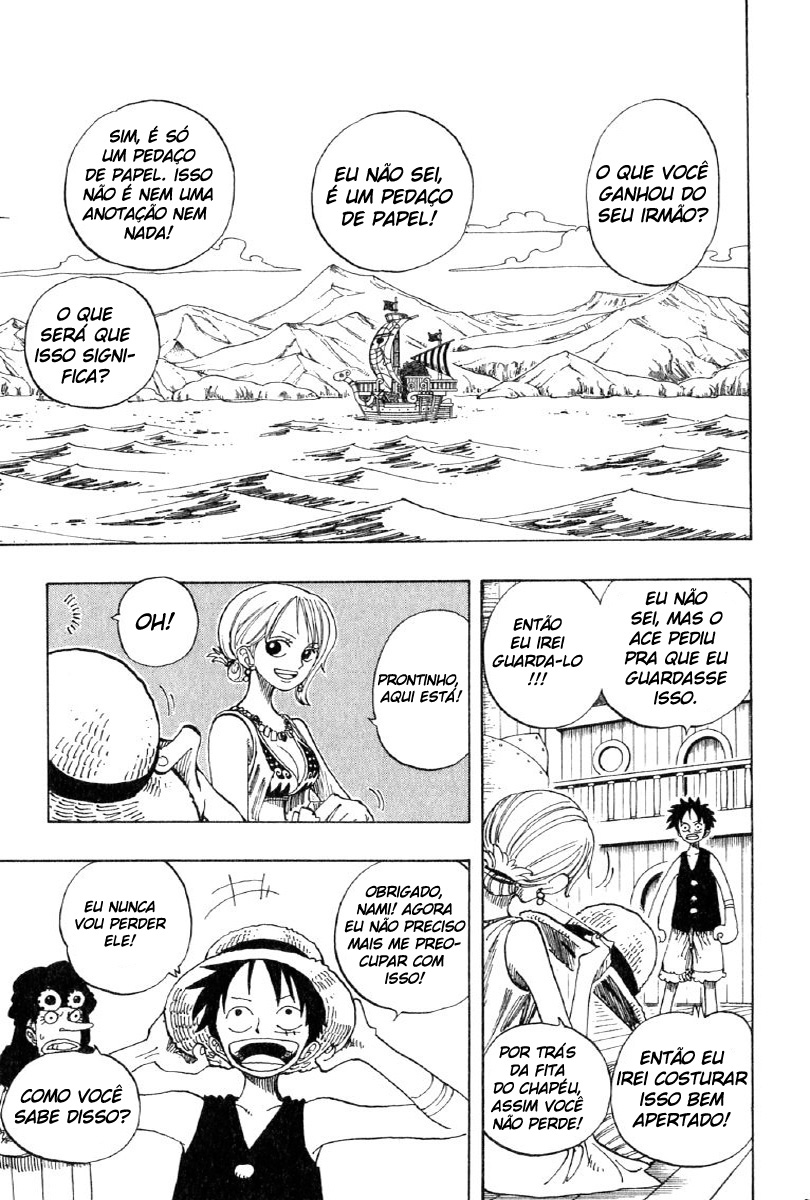 O QUE VOCÊ
GANHOU DO
SEU IRMÃO?
EU NÃO SEI,
É UM PEDAÇO
DE PAPEL!
SIM, É SÓ
UM PEDAÇO
DE PAPEL. ISSO
NÃO É NEM UMA
ANOTAÇÃO NEM
NADA!
O QUE
SERÁ QUE
ISSO SIGNI-
FICA?
EU NÃO
SEI, MAS O
ACE PEDIU
PRA QUE EU
GUARDASSE
ISSO.
ENTÃO
EU IREI
GUARDA-LO
!!!
ENTÃO EU
IREI COSTURAR
ISSO BEM
APERTADO!
POR TRÁS
DA FITA
DO CHAPÉU,
ASSIM VOCÊ
NÃO PERDE!
PRONTINHO,
AQUI ESTÁ!
OH!
OBRIGADO,
NAMI! AGORA
EU NÃO PRECISO
MAIS ME PREO-
CUPAR COM
ISSO!
EU NUNCA
VOU PERDER
ELE!
COMO VOCÊ
SABE DISSO?